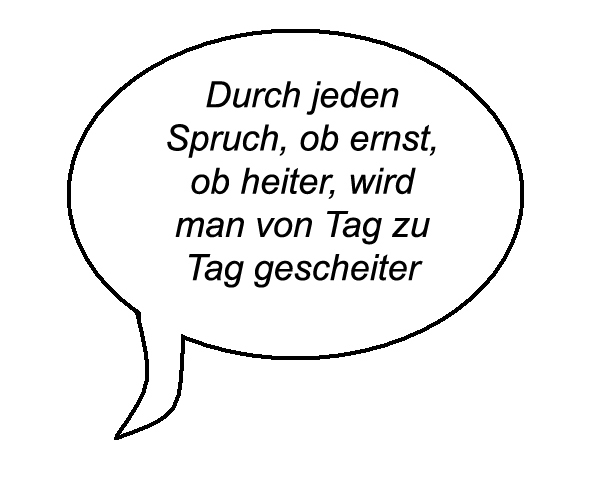 Durch jeden
Spruch, ob ernst,
ob heiter, wird
man von Tag zu
Tag gescheiter